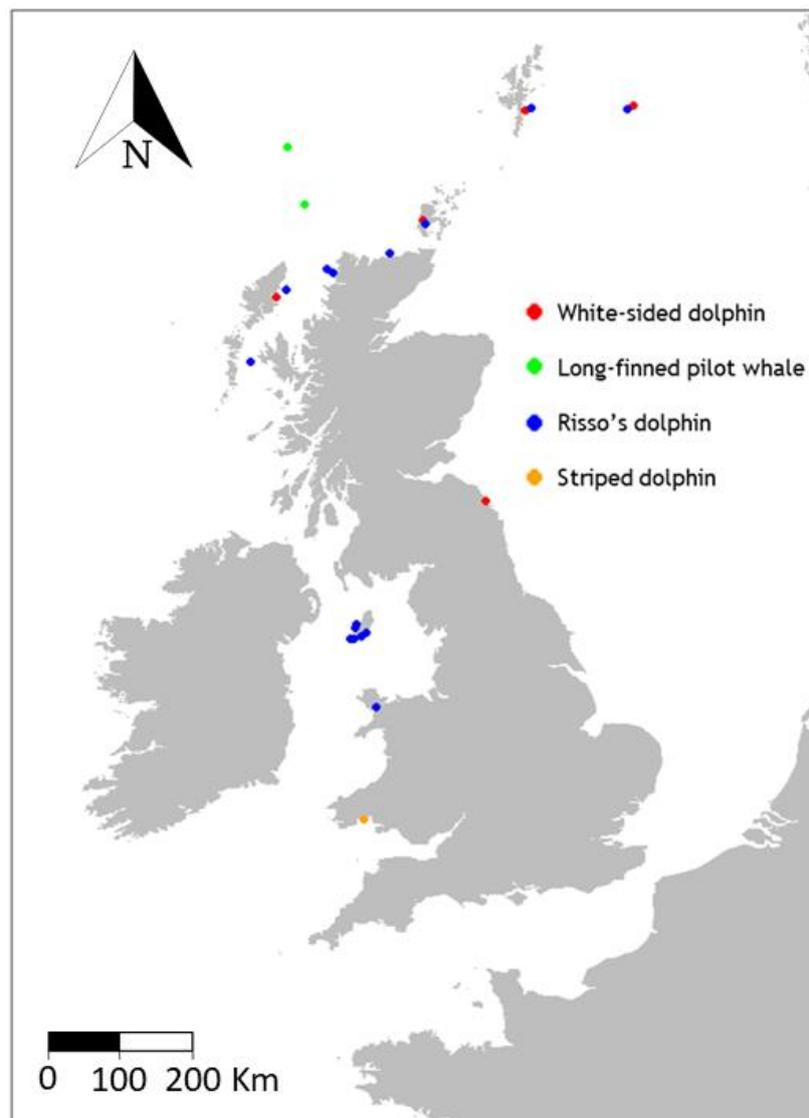 N
White-sided dolphin
Long-finned pilot whale
Risso's dolphin
Striped dolphin
0 100 200 Km